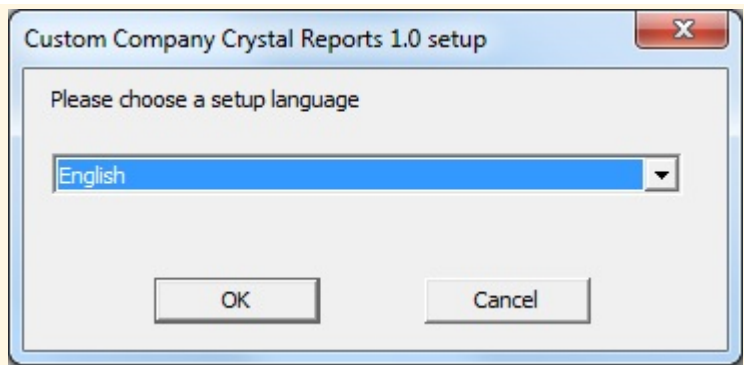 Custom Company Crystal Reports 1.0 setup
Please choose a setup language
English
OK Cancel